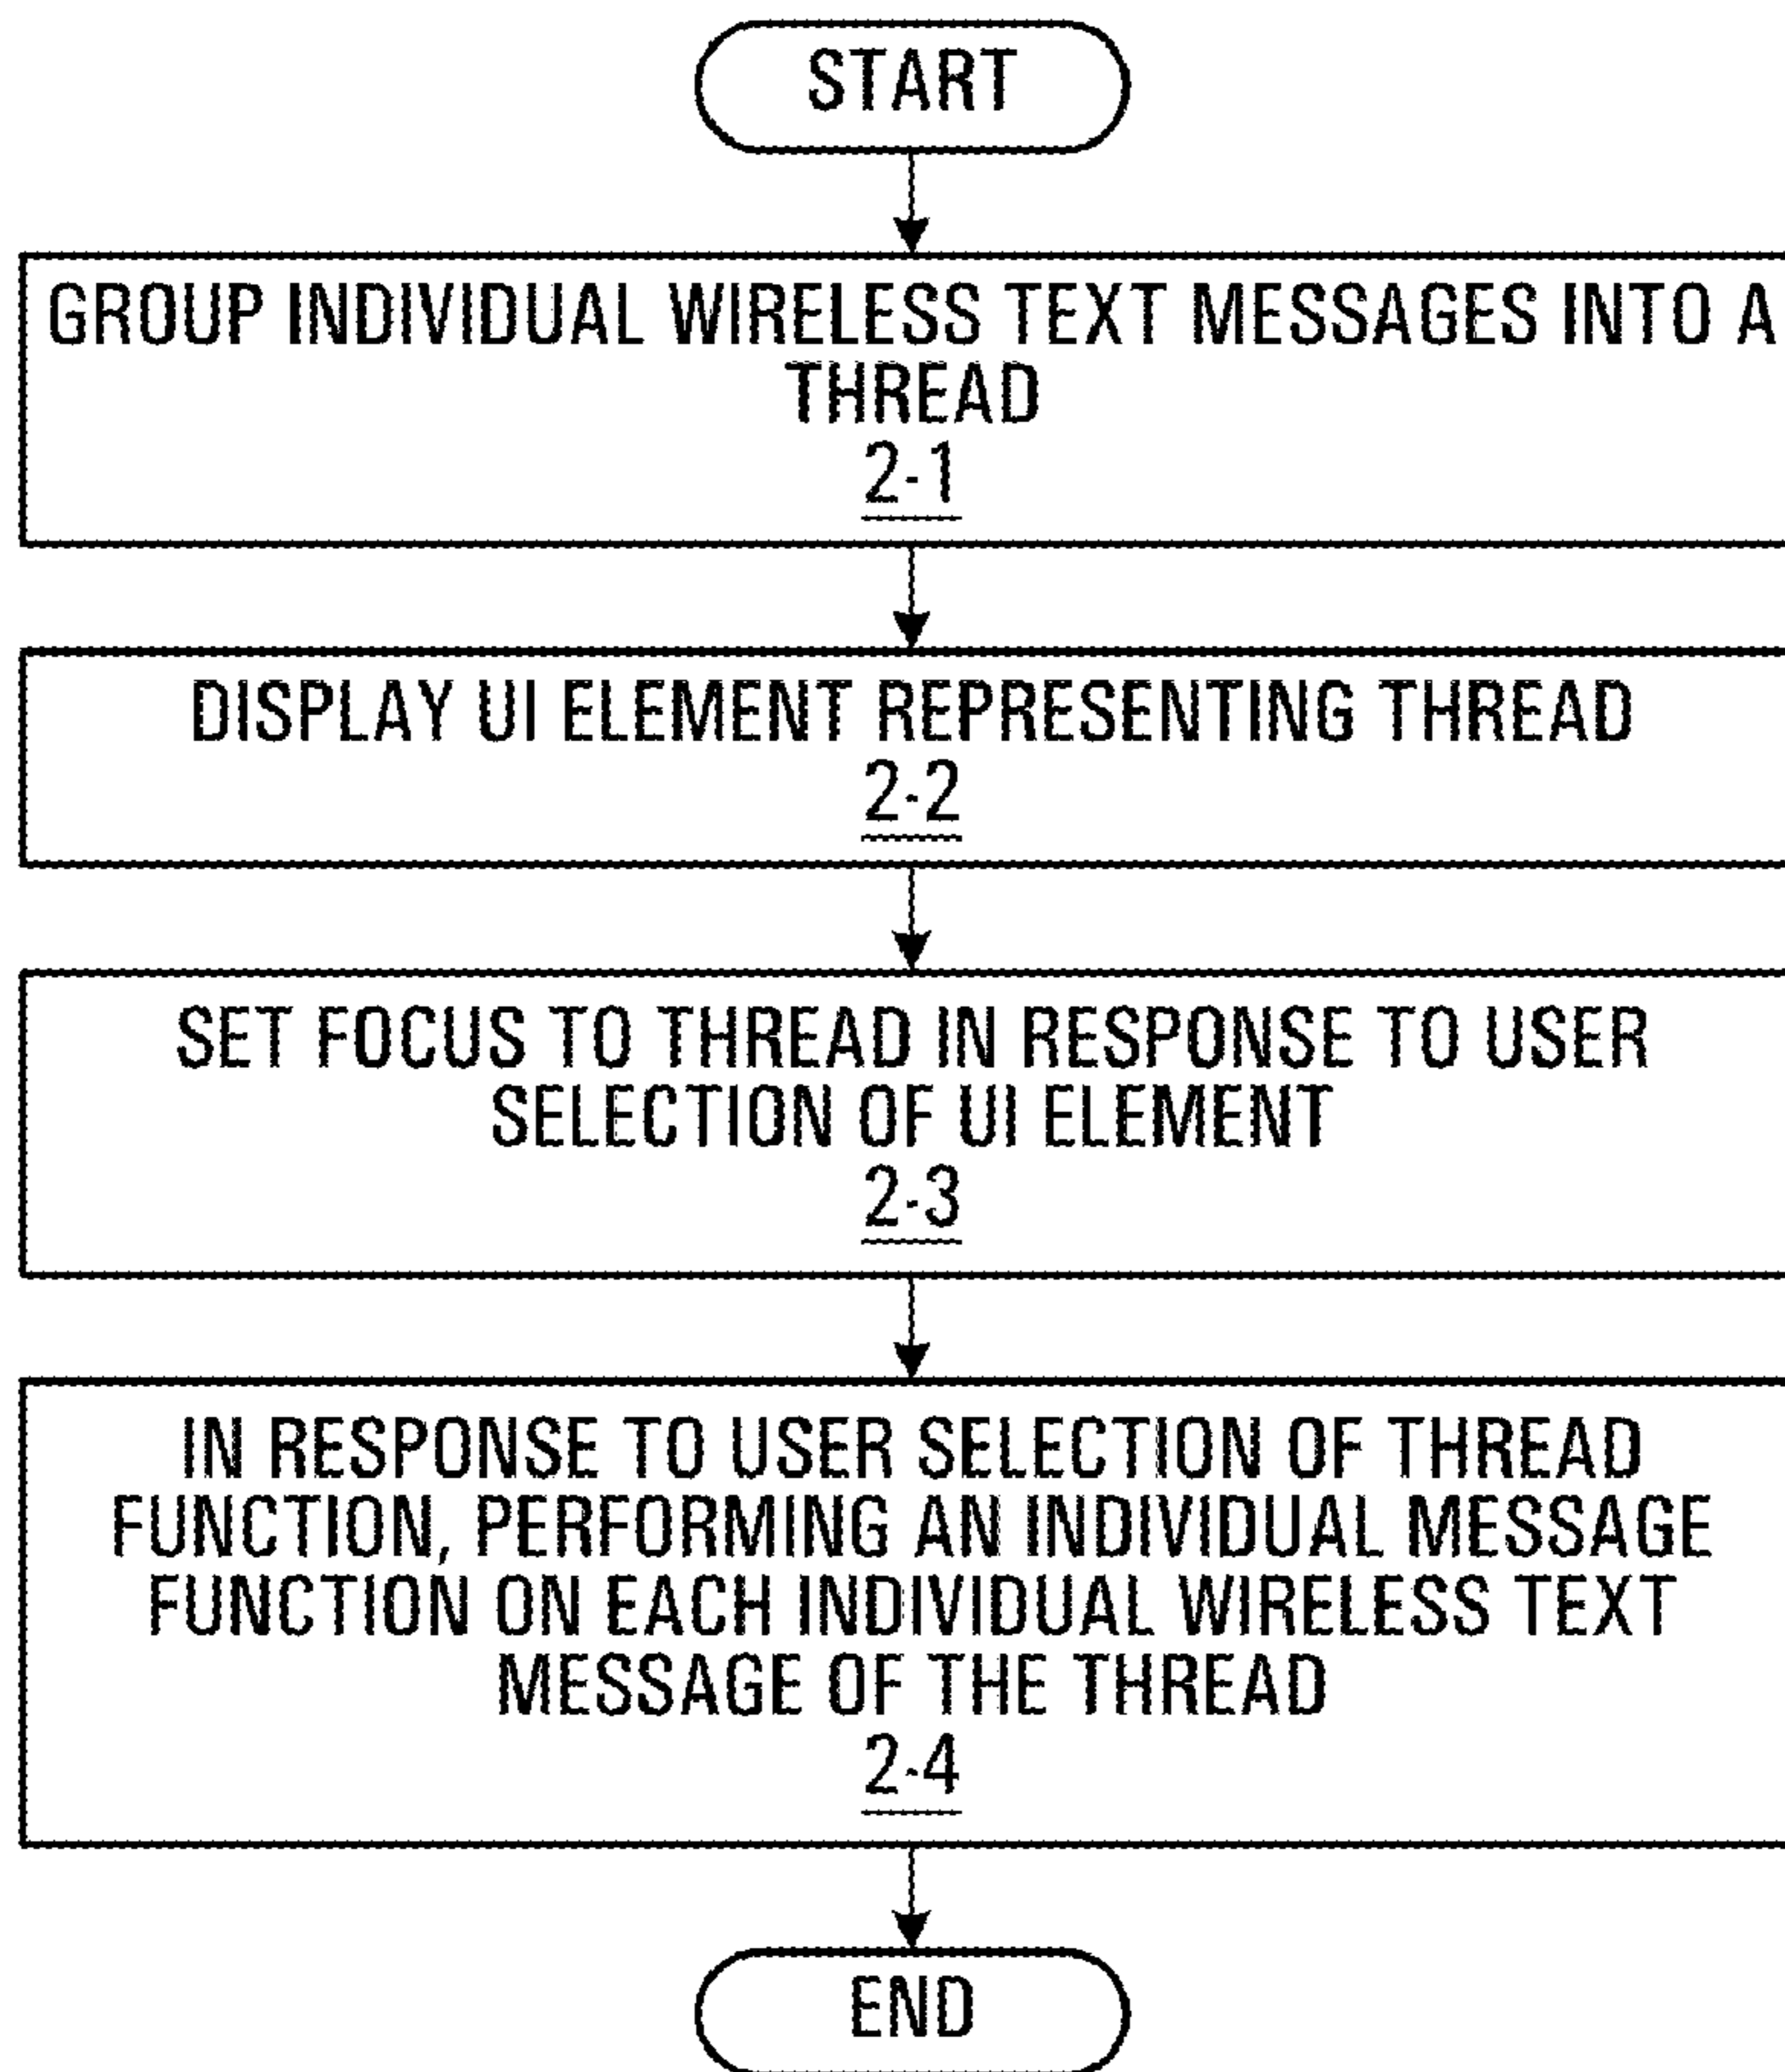 START
GROUP INDIVIDUAL WIRELESS TEXT MESSAGES INTO A
THREAD
2-1
DISPLAY UI ELEMENT REPRESENTING THREAD
2-2
SET FOCUS TO THREAD IN RESPONSE TO USER
SELECTION OF UI ELEMENT
2-3
IN RESPONSE TO USER SELECTION OF THREAD
FUNCTION, PERFORMING AN INDIVIDUAL MESSAGE
FUNCTION ON EACH INDIVIDUAL WIRELESS TEXT
MESSAGE OF THE THREAD
2-4
END